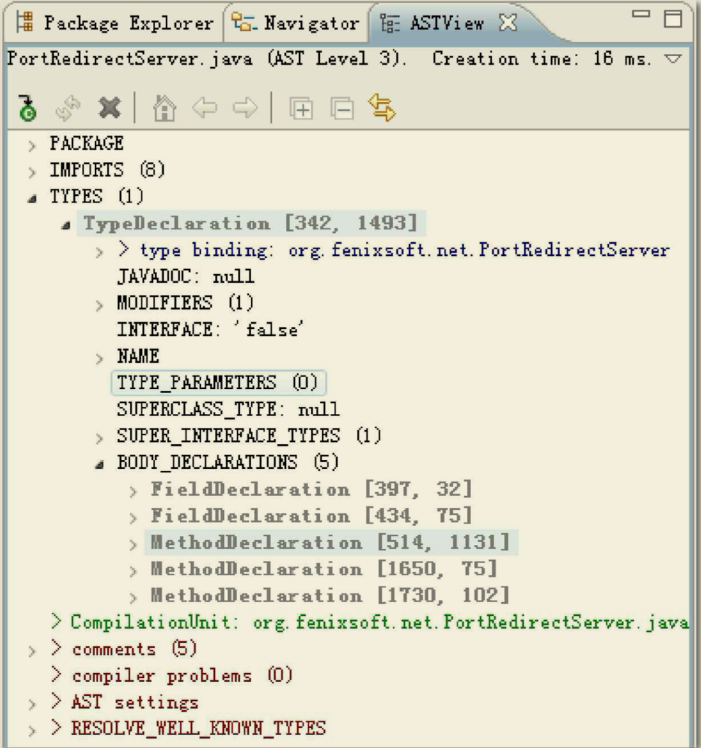 Package Explorer Navigator ASTView
PortRedirectServer.java (AST Level 3). Creation time: 16 ms.
> PACKAGE
> IMPORTS (8)
TYPES (1)
TypeDeclaration [342, 1493]
> > type binding: org.fenixsoft.net.PortRedirectServer
JAVADOC: null
> MODIFIERS (1)
INTERFACE: 'false'
> NAME
TYPE_PARAMETERS (0)
SUPERCLASS_TYPE: null
> SUPER_INTERFACE_TYPES (1)
BODY_DECLARATIONS (5)
> FieldDeclaration [397, 32]
> FieldDeclaration [434, 75]
> MethodDeclaration [514, 1131]
> MethodDeclaration [1650, 75]
> MethodDeclaration [1730, 102]
> CompilationUnit: org.fenixsoft.net.PortRedirectServer.java
> > comments (5)
> compiler problems (0)
> > AST settings
> > RESOLVE_WELL_KNOWN_TYPES